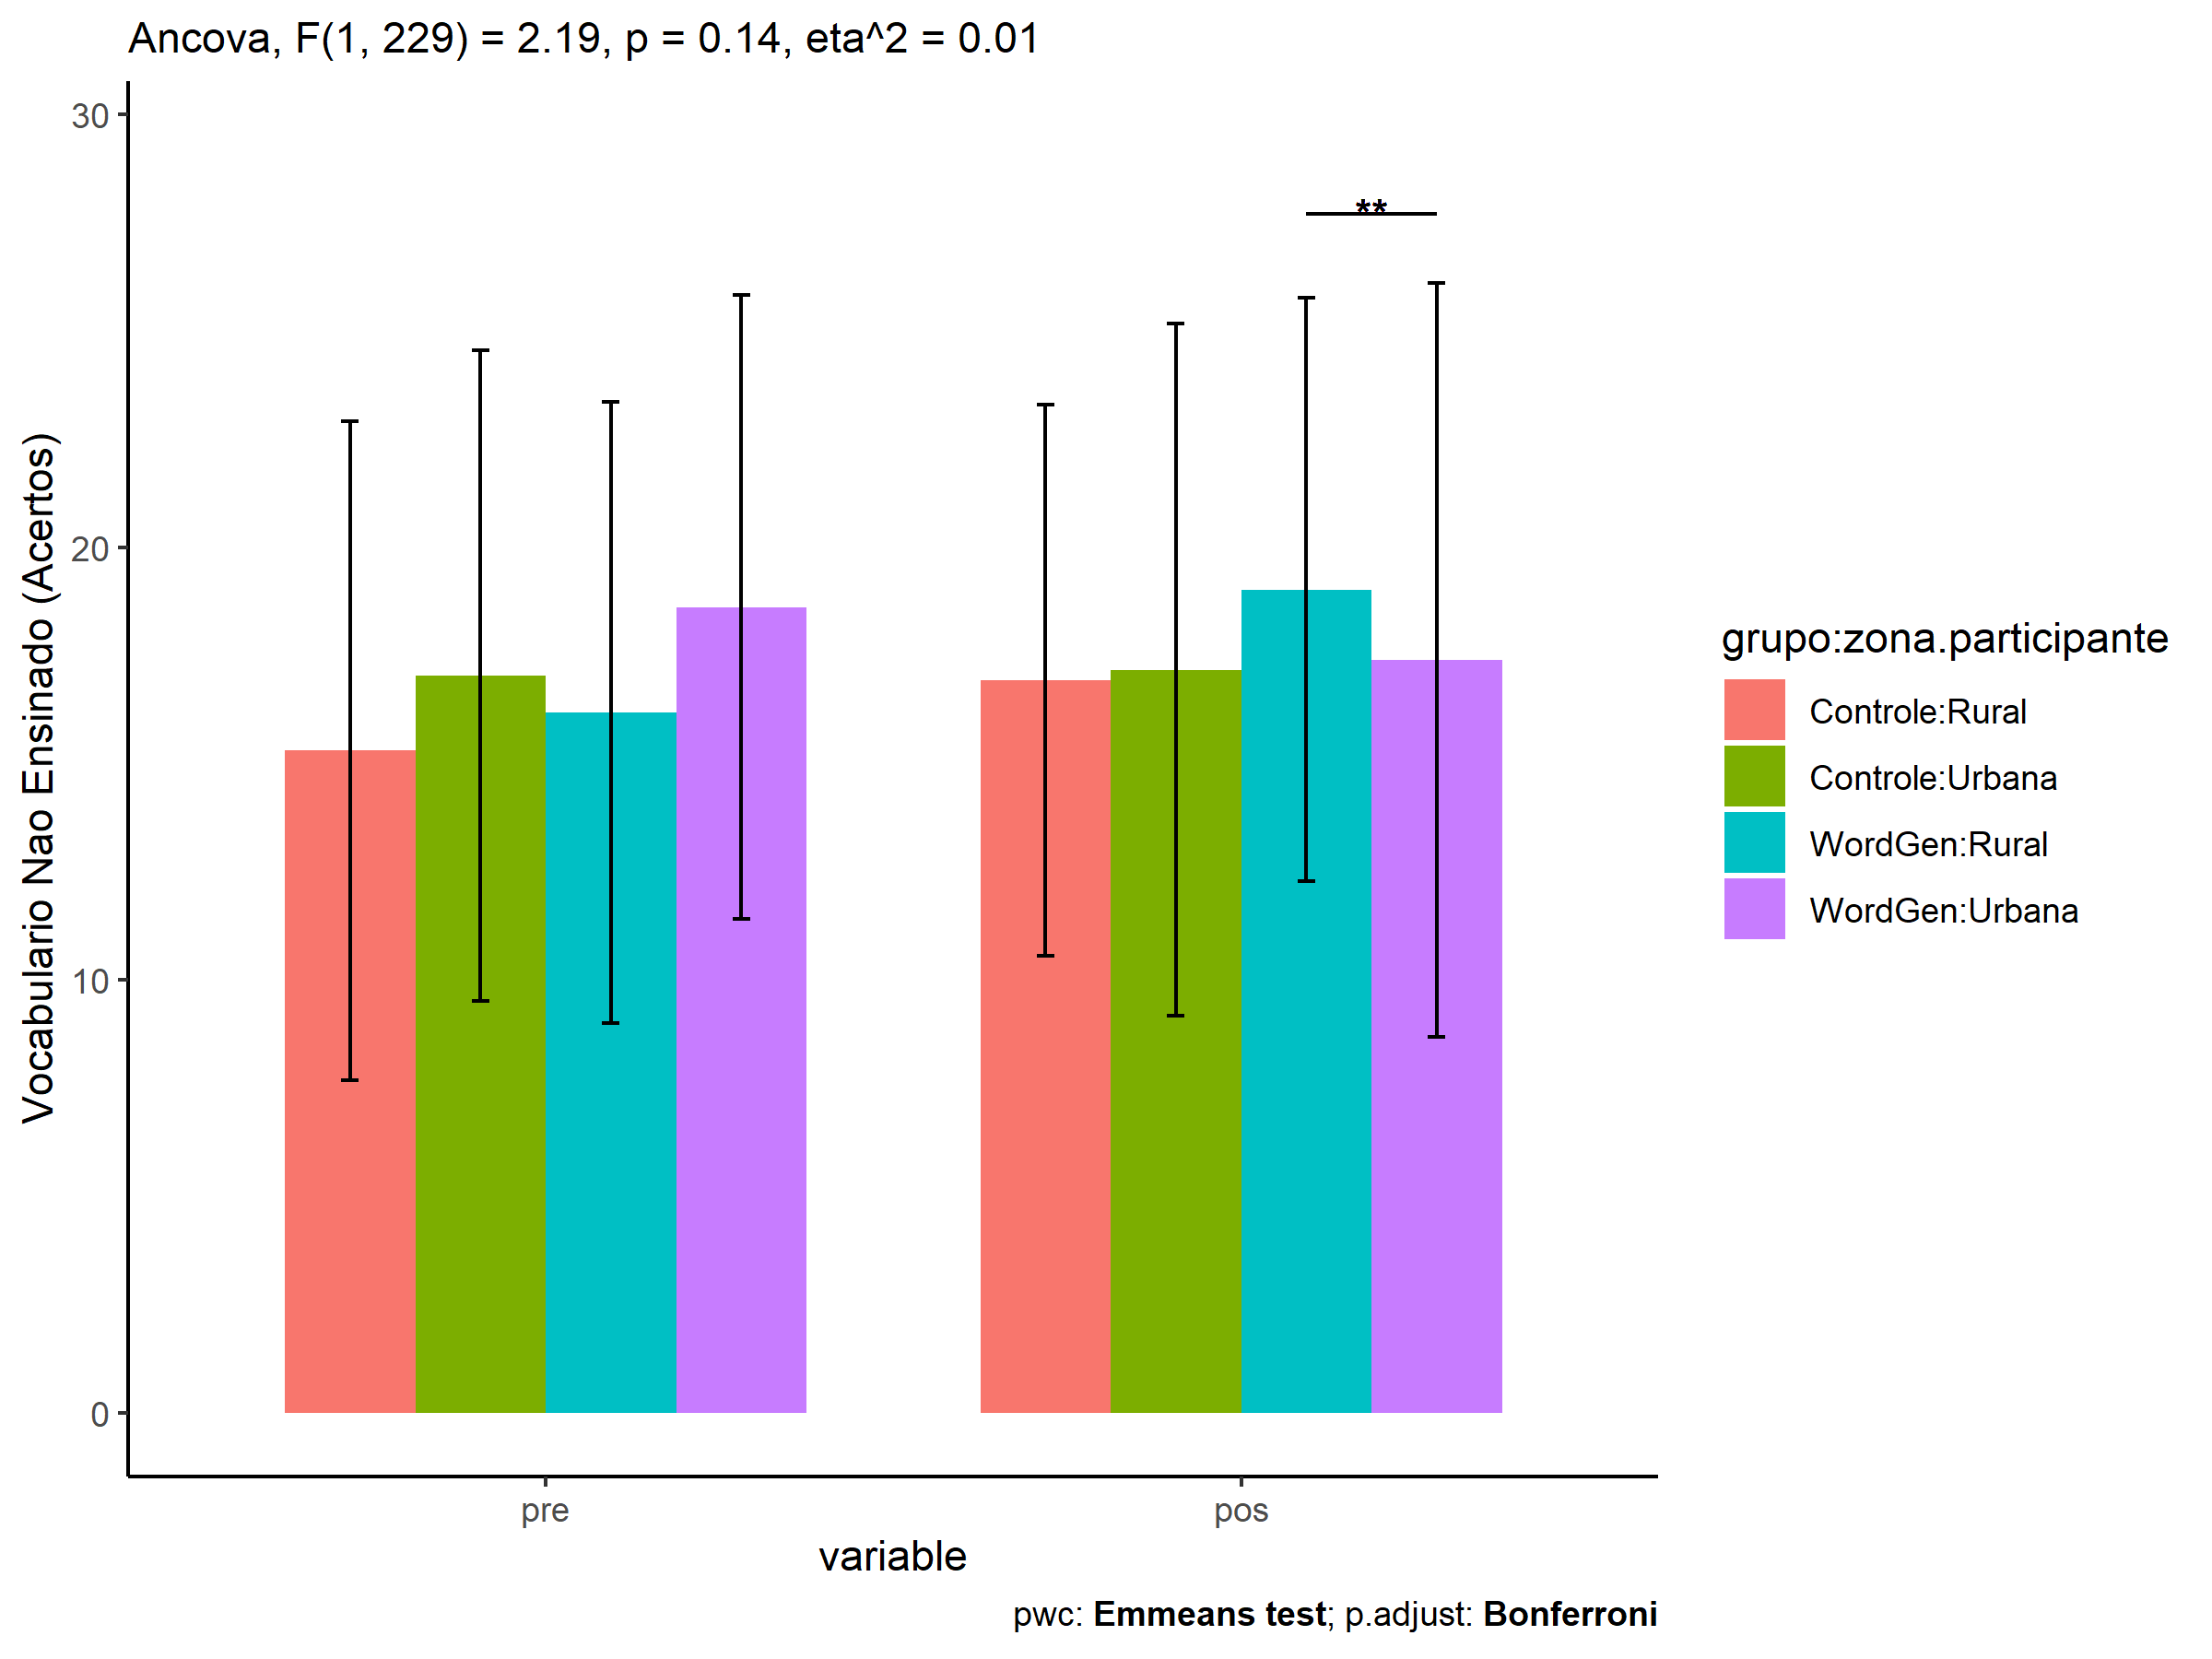 Ancova, F(1, 229) = 2.19, p = 0.14, eta^2 = 0.01
Vocabulario Nao Ensinado (Acertos)
30
20
10
0
**
pre
pos
variable
grupo:zona.participante
Controle:Rural
Controle:Urbana
WordGen:Rural
WordGen:Urbana
pwc: Emmeans test; p.adjust: Bonferroni